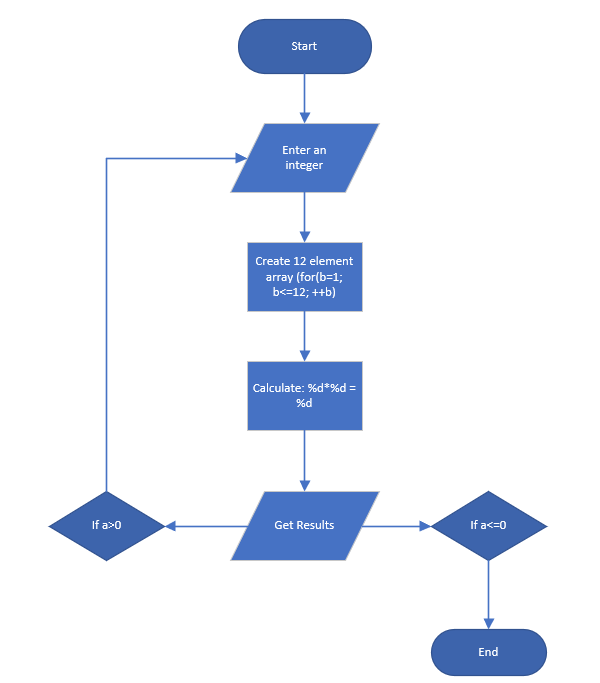 Start
Enter an
integer
Create 12 element
array (for(b=1;
b<=12; ++b)
Calculate: %d*%d =
%d
If a>0
Get Results
If a<=0
End